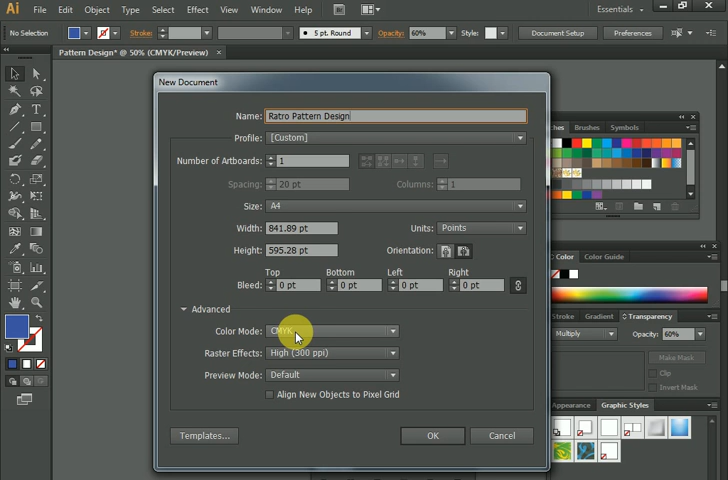 Ai File Edit Object Type Select Effect View Window Help Br Essentials
No Selection Stroke: 5 pt. Round Opacity: 60% Style: Document Setup Preferences
Pattern Design* @ 50% (CMYK/Preview) ×
New Document
Name: Ratro Pattern Design
Profile: [Custom]
Number of Artboards: 1
Spacing: 20 pt Columns: 1
Size: A4
Width: 841.89 pt Units: Points
Height: 595.28 pt Orientation:
Top Bottom Left Right
Bleed: 0 pt 0 pt 0 pt 0 pt
Advanced
Color Mode: CMYK
Raster Effects: High (300 ppi)
Preview Mode: Default
Align New Objects to Pixel Grid
Templates... OK Cancel
ches Brushes Symbols
Color Color Guide
Stroke Gradient Transparency
Multiply Opacity: 60%
Make Mask
Clip
Invert Mask
Appearance Graphic Styles